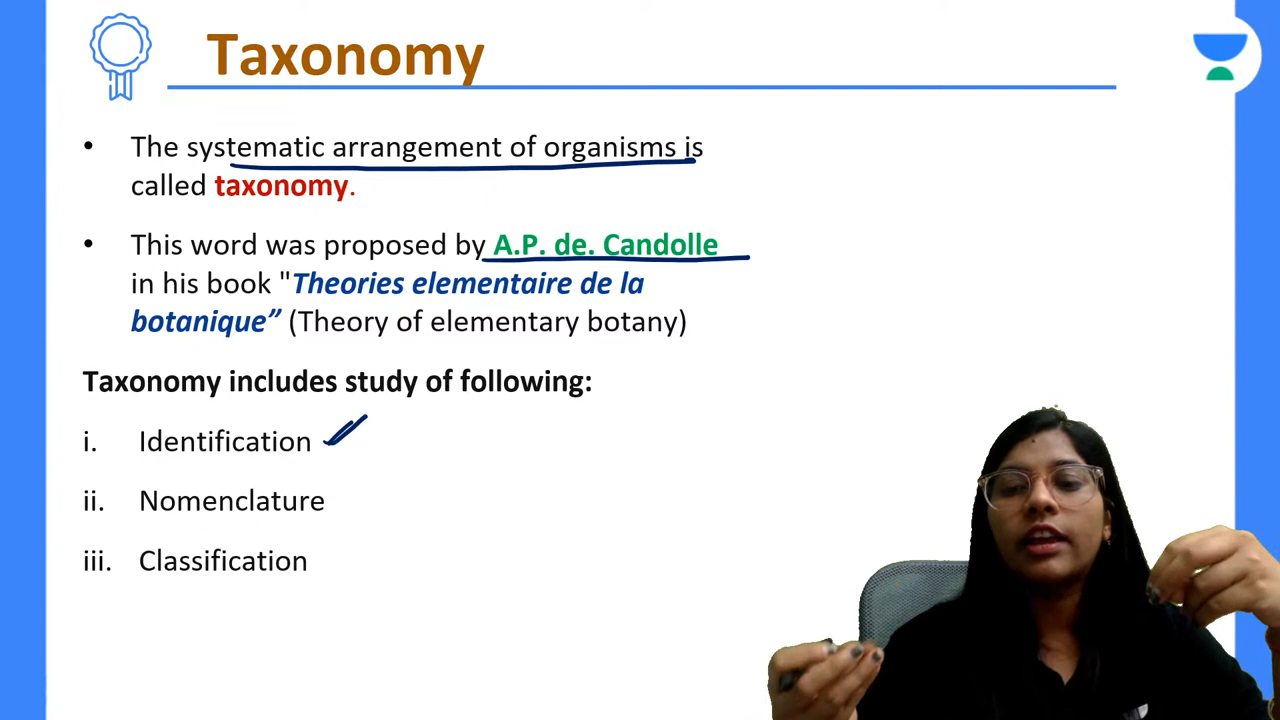 Taxonomy
• The systematic arrangement of organisms is
called taxonomy.
• This word was proposed by A.P. de. Candolle
in his book "Theories elementaire de la
botanique” (Theory of elementary botany)
Taxonomy includes study of following:
i. Identification
ii. Nomenclature
iii. Classification